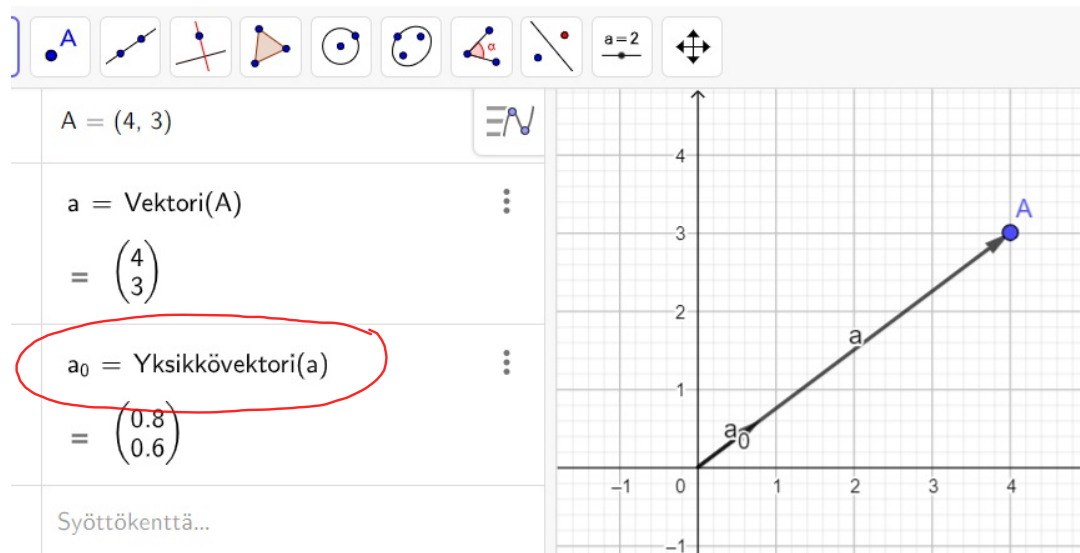 A
α
a=2
A = (4, 3)
a = Vektori(A)
= (4
3)
a₀ = Yksikkövektori(a)
= (0.8
0.6)
Syöttökenttä...
4
3
2
1
−1
−1 0 1 2 3 4
A
a
a₀